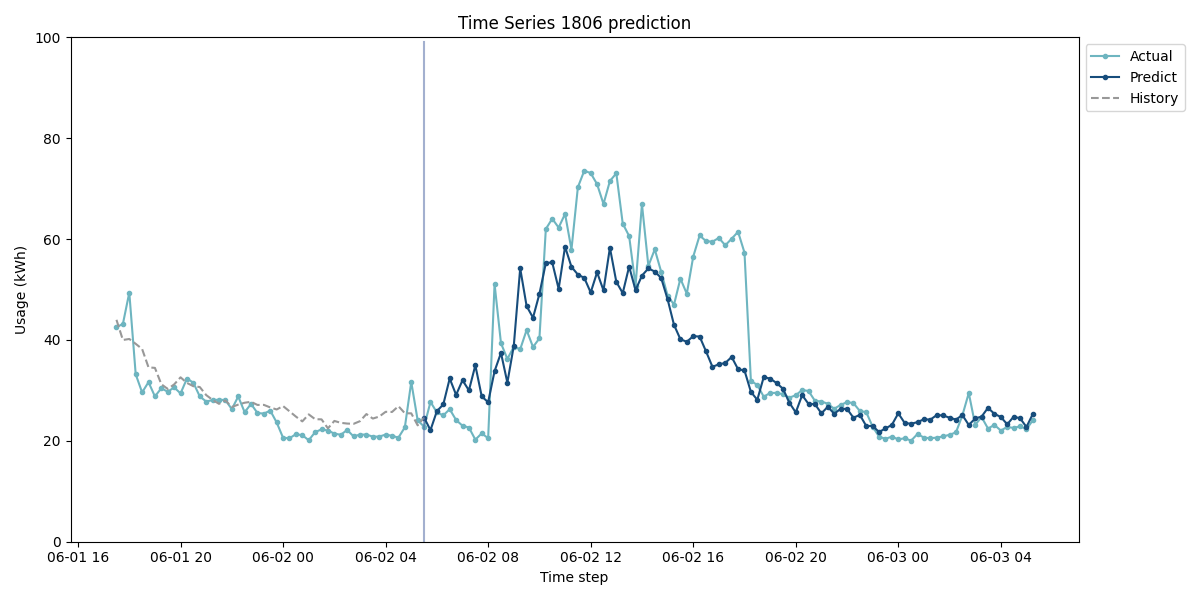 Time Series 1806 prediction
100
80
60
40
20
0
Usage (kWh)
06-01 16
06-01 20
06-02 00
06-02 04
06-02 08
06-02 12
06-02 16
06-02 20
06-03 00
06-03 04
Time step
Actual
Predict
History